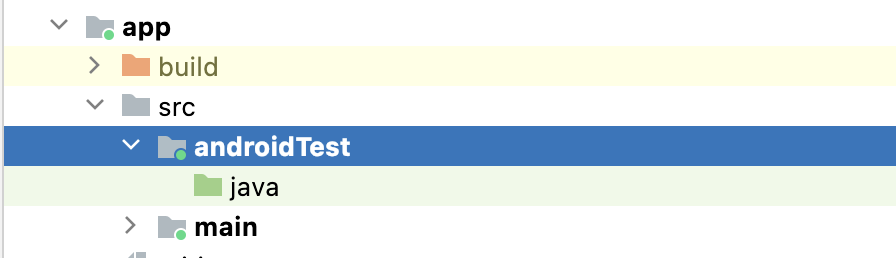 app
build
src
androidTest
java
main